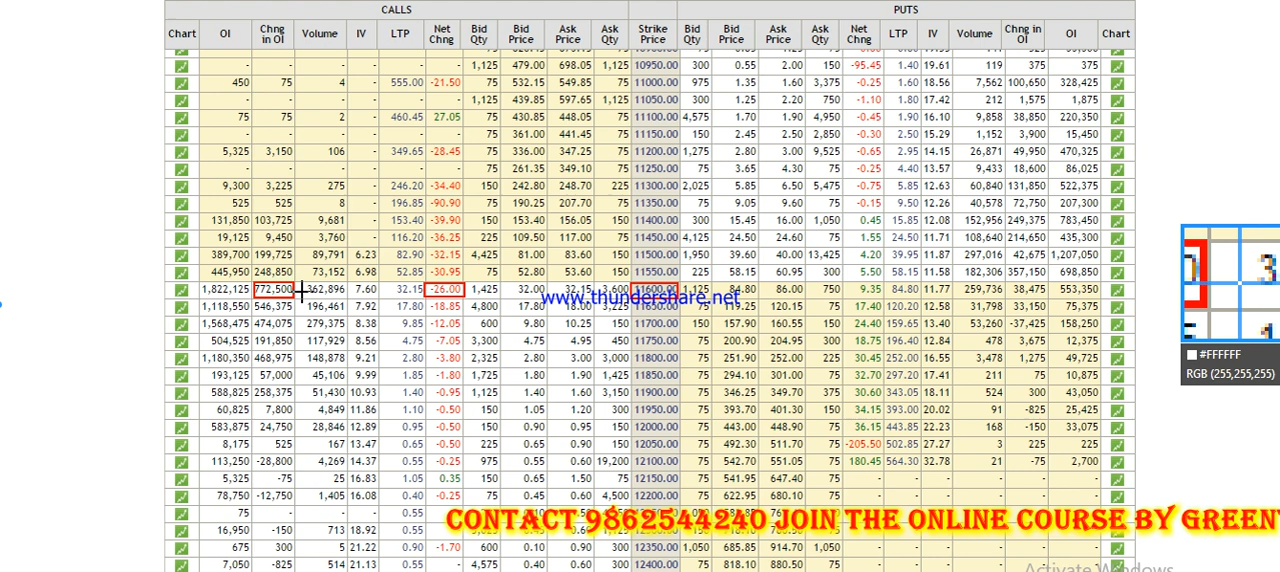 CALLS PUTS
Chart OI Chng in OI Volume IV LTP Net Chng Bid Qty Bid Price Ask Price Ask Qty Strike Price Bid Qty Bid Price Ask Price Ask Qty Net Chng LTP IV Volume Chng in OI OI Chart
- - - - - - 1,125 479.00 698.05 1,125 10950.00 300 0.55 2.00 150 -95.45 1.40 19.61 119 375 375
450 75 4 - 555.00 -21.50 975 532.15 549.85 75 11000.00 975 1.35 1.60 3,375 -0.25 1.60 18.56 7,562 100,650 328,425
- - - - - - 1,125 439.85 597.65 1,125 11050.00 300 1.25 2.20 750 -1.10 1.80 17.42 212 1,575 1,875
75 75 2 - 460.45 27.05 75 430.85 448.05 75 11100.00 4,575 1.70 1.90 4,950 -0.45 1.90 16.10 9,858 38,850 220,350
- - - - - - 75 361.00 441.45 75 11150.00 150 2.45 2.50 2,850 -0.30 2.50 15.29 1,152 3,900 15,450
5,325 3,150 106 - 349.65 -28.45 75 336.00 347.25 75 11200.00 1,275 2.80 3.00 9,525 -0.65 2.95 14.15 26,871 49,950 470,325
- - - - - - 75 261.35 349.10 75 11250.00 75 3.65 4.30 75 -0.25 4.40 13.57 9,433 18,600 86,025
9,300 3,225 275 - 246.20 -34.40 150 242.80 248.70 225 11300.00 2,025 5.85 6.50 5,475 -0.75 5.85 12.63 60,840 131,850 522,375
525 525 8 - 196.85 -90.90 75 190.25 207.70 75 11350.00 75 9.05 9.60 75 -0.15 9.50 12.26 40,578 72,750 207,300
131,850 103,725 9,681 - 153.40 -39.90 150 153.40 156.05 150 11400.00 300 15.45 16.00 1,050 0.45 15.85 12.08 152,956 249,375 783,450
19,125 9,450 3,760 - 116.20 -36.25 225 109.50 117.00 75 11450.00 4,125 24.50 24.60 75 1.55 24.50 11.71 108,640 214,650 435,300
389,700 199,725 89,791 6.23 82.90 -32.15 4,425 81.00 83.60 150 11500.00 1,950 39.60 40.00 13,425 4.20 39.95 11.87 297,016 42,675 1,207,050
445,950 248,850 73,152 6.98 52.85 -30.95 75 52.80 53.60 150 11550.00 225 58.15 60.95 300 5.50 58.15 11.58 182,306 357,150 698,850
1,822,125 772,500 362,896 7.60 32.15 -26.00 1,425 32.00 32.15 3,600 11600.00 1,125 84.80 86.00 750 9.35 84.80 11.77 259,736 38,475 553,350
www.thundershare.net
1,118,550 546,375 196,461 7.92 17.80 -18.85 4,800 17.80 18.00 3,225 11650.00 75 119.25 120.15 75 17.40 120.20 12.58 31,798 33,150 75,375
1,568,475 474,075 279,375 8.38 9.85 -12.05 600 9.80 10.25 150 11700.00 150 157.90 160.55 150 24.40 159.65 13.40 53,260 -37,425 158,250
504,525 191,850 117,929 8.56 4.75 -7.05 3,300 4.75 4.95 450 11750.00 75 200.90 204.95 300 18.75 196.40 12.84 478 3,675 12,375
1,180,350 468,975 148,878 9.21 2.80 -3.80 2,325 2.80 3.00 3,000 11800.00 75 251.90 252.00 225 30.45 252.00 16.55 3,478 1,275 49,725
193,125 57,000 45,106 9.99 1.85 -1.80 1,725 1.80 1.90 1,425 11850.00 75 294.10 301.00 75 32.70 297.20 17.41 211 75 10,875
588,825 258,375 51,430 10.93 1.40 -0.95 1,125 1.40 1.60 3,150 11900.00 75 346.25 349.70 375 30.60 343.05 18.11 524 300 43,050
60,825 7,800 4,849 11.86 1.10 -0.50 150 1.05 1.20 300 11950.00 75 393.70 401.30 150 34.15 393.00 20.02 91 -825 25,425
583,875 24,750 28,846 12.89 0.95 -0.50 150 0.90 0.95 150 12000.00 75 443.00 448.90 75 36.15 443.85 22.23 168 -150 33,075
8,175 525 167 13.47 0.65 -0.50 225 0.65 0.90 150 12050.00 75 492.30 511.70 75 -205.50 502.85 27.27 3 225 225
113,250 -28,800 4,269 14.37 0.55 -0.25 975 0.55 0.60 19,200 12100.00 75 542.70 551.05 75 180.45 564.30 32.78 21 -75 2,700
5,325 -75 25 16.83 1.05 0.35 150 0.65 1.50 75 12150.00 75 541.95 647.40 75 - - - - - -
78,750 -12,750 1,405 16.08 0.40 -0.25 75 0.45 0.60 4,500 12200.00 75 622.95 680.10 75 - - - - - -
75 - - - 0.55
CONTACT 9862544240 JOIN THE ONLINE COURSE BY GREEN
16,950 -150 713 18.92 0.55
675 300 5 21.22 0.90 -1.70 600 0.10 0.90 300 12350.00 1,050 685.85 914.70 1,050 - - - - - -
7,050 -825 514 21.13 0.55 - 4,575 0.40 0.60 300 12400.00 75 818.10 880.50 75 - - - - - -
#FFFFFF
RGB (255,255,255)